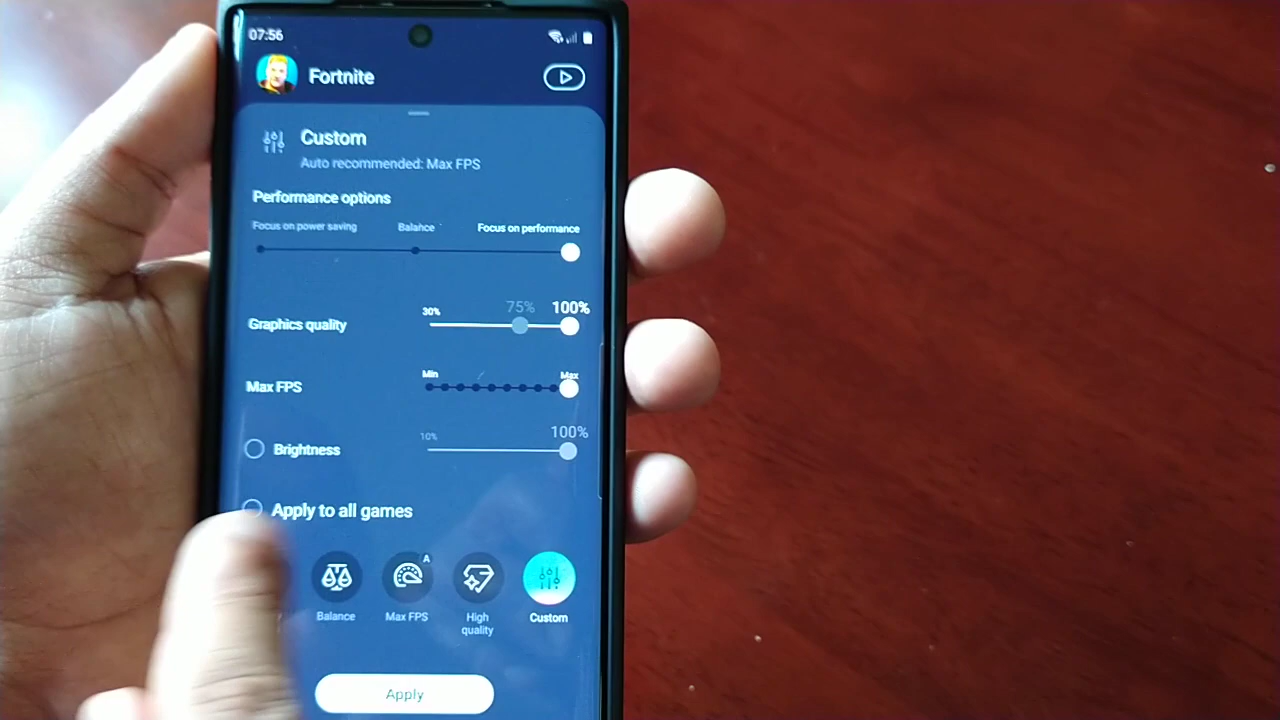 07:56
Fortnite
Custom
Auto recommended: Max FPS
Performance options
Focus on power saving Balance Focus on performance
30% 75% 100%
Graphics quality
Min Max
Max FPS
10% 100%
Brightness
Apply to all games
A
Balance Max FPS High quality Custom
Apply